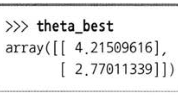 >>> theta_best
array([[ 4.21509616],
[ 2.77011339]])